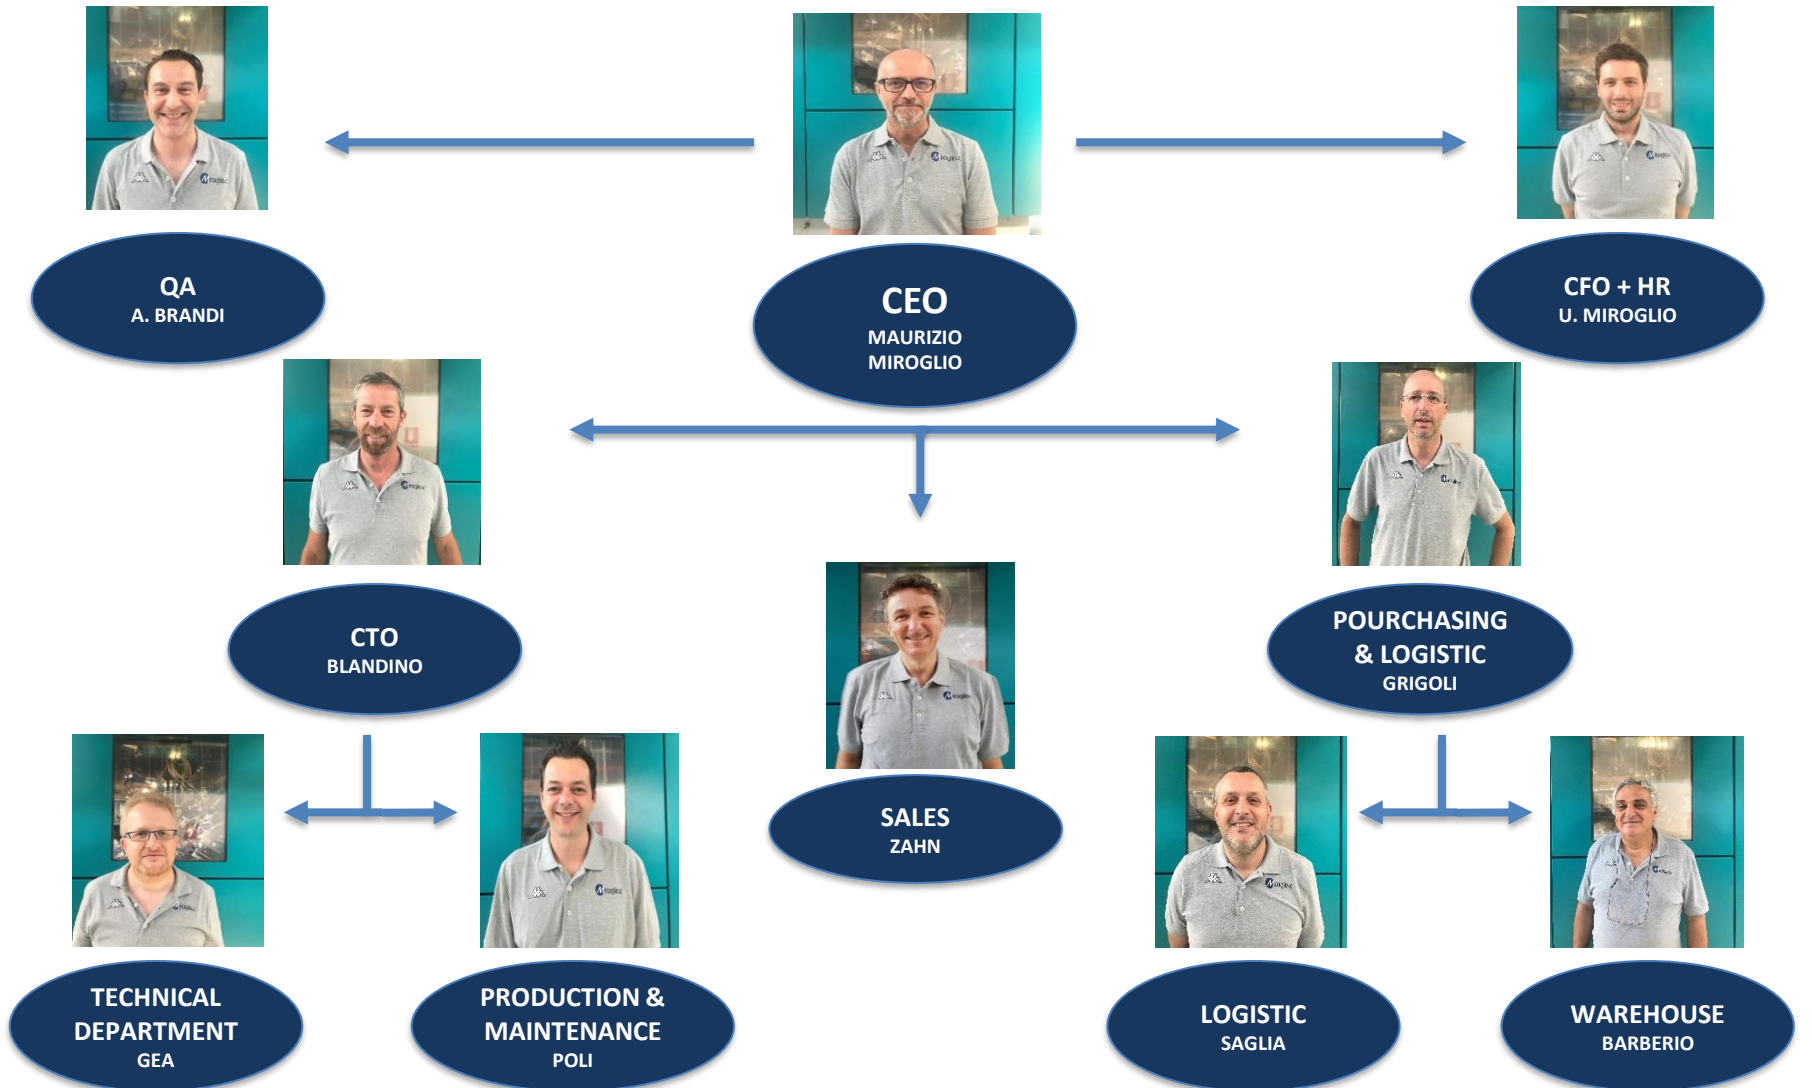 QA
A. BRANDI
CEO
MAURIZIO
MIROGLIO
CFO + HR
U. MIROGLIO
CTO
BLANDINO
POURCHASING
& LOGISTIC
GRIGOLI
SALES
ZAHN
TECHNICAL
DEPARTMENT
GEA
PRODUCTION &
MAINTENANCE
POLI
LOGISTIC
SAGLIA
WAREHOUSE
BARBERIO